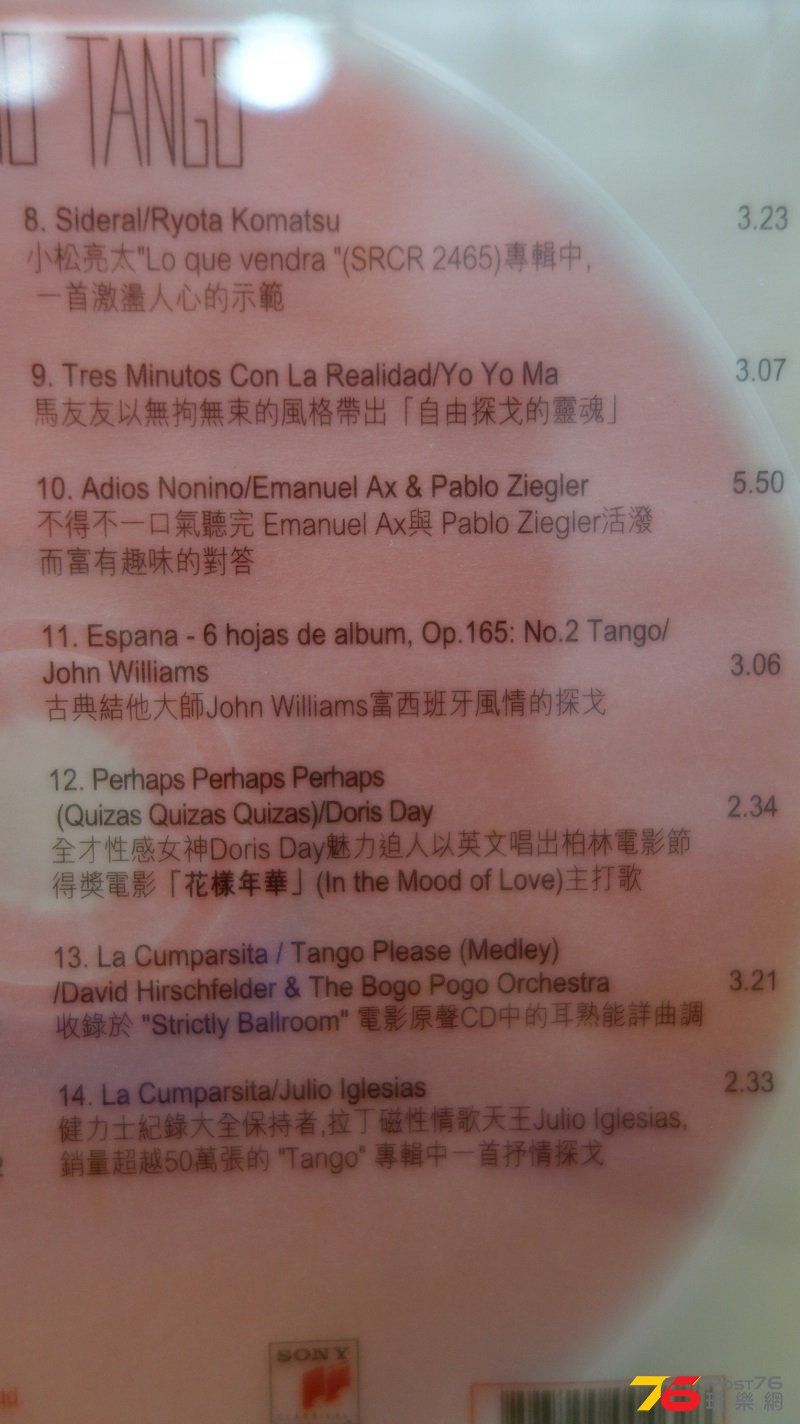 TANGO
8. Sideral/Ryota Komatsu 3.23
小松亮太"Lo que vendra "(SRCR 2465)專輯中,
一首激盪人心的示範
9. Tres Minutos Con La Realidad/Yo Yo Ma 3.07
馬友友以無拘無束的風格帶出「自由探戈的靈魂」
10. Adios Nonino/Emanuel Ax & Pablo Ziegler 5.50
不得不一口氣聽完 Emanuel Ax與 Pablo Ziegler活潑
而富有趣味的對答
11. Espana - 6 hojas de album, Op.165: No.2 Tango/
John Williams 3.06
古典結他大師John Williams富西班牙風情的探戈
12. Perhaps Perhaps Perhaps
(Quizas Quizas Quizas)/Doris Day 2.34
全才性感女神Doris Day魅力迫人以英文唱出柏林電影節
得獎電影「花樣年華」(In the Mood of Love)主打歌
13. La Cumparsita / Tango Please (Medley)
/David Hirschfelder & The Bogo Pogo Orchestra 3.21
收錄於 "Strictly Ballroom" 電影原聲CD中的耳熟能詳曲調
14. La Cumparsita/Julio Iglesias 2.33
健力士紀錄大全保持者,拉丁磁性情歌天王Julio Iglesias,
銷量超越50萬張的 "Tango" 專輯中一首抒情探戈
SONY
76 POST76
玩樂網